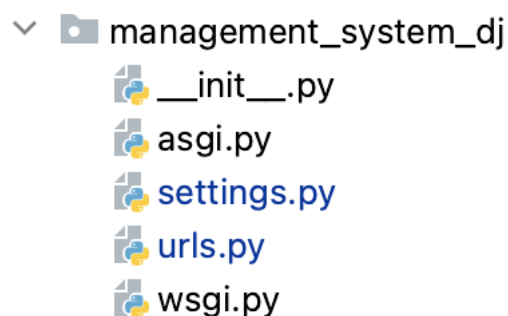 management_system_dj
__init__.py
asgi.py
settings.py
urls.py
wsgi.py